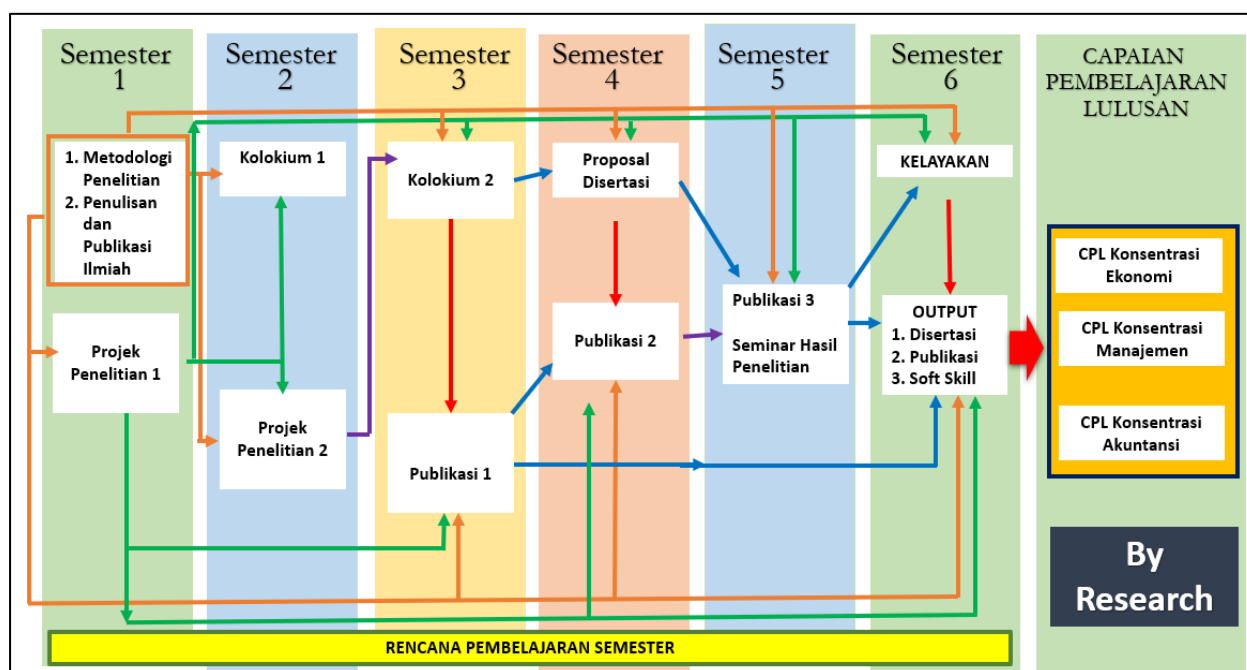 Semester
1
Semester
2
Semester
3
Semester
4
Semester
5
Semester
6
CAPAIAN
PEMBELAJARAN
LULUSAN
1. Metodologi
Penelitian
2. Penulisan
dan
Publikasi
Ilmiah
Projek
Penelitian 1
Kolokium 1
Projek
Penelitian 2
Kolokium 2
Publikasi 1
Proposal
Disertasi
Publikasi 2
Publikasi 3
Seminar Hasil
Penelitian
KELAYAKAN
OUTPUT
1. Disertasi
2. Publikasi
3. Soft Skill
CPL Konsentrasi
Ekonomi
CPL Konsentrasi
Manajemen
CPL Konsentrasi
Akuntansi
By
Research
RENCANA PEMBELAJARAN SEMESTER